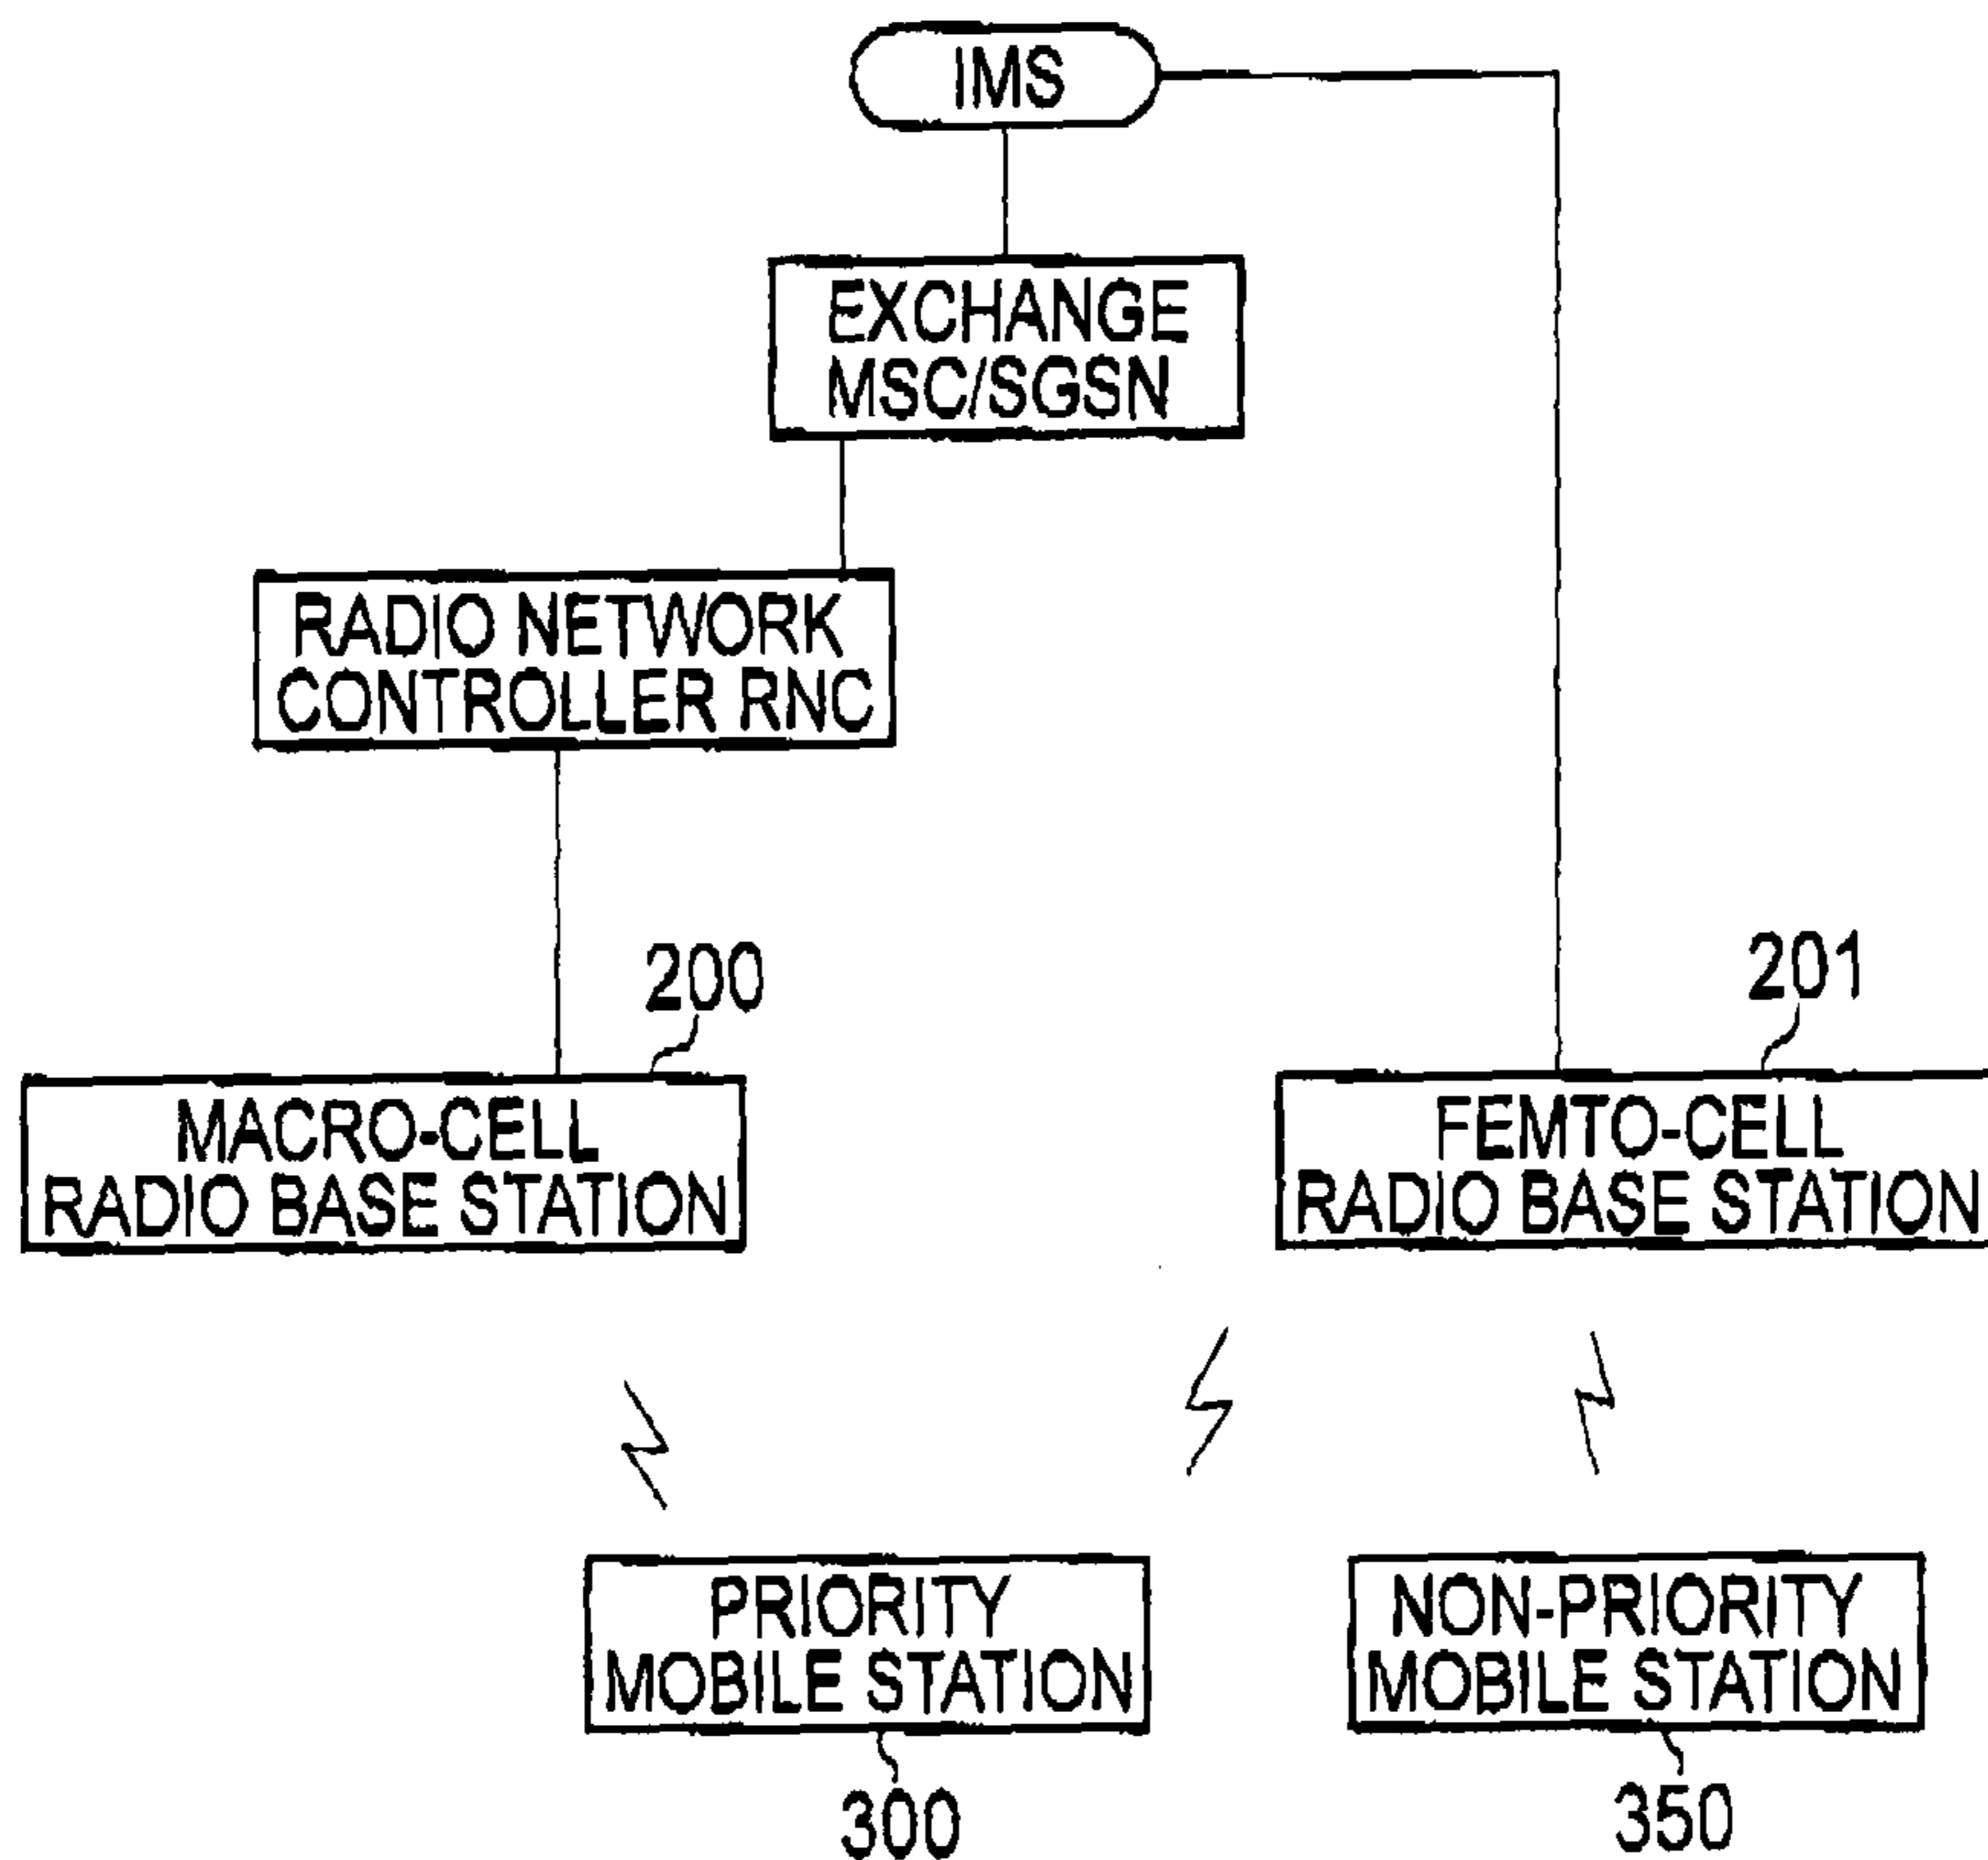 IMS
EXCHANGE
MSC/SGSN
RADIO NETWORK
CONTROLLER RNC
200
201
MACRO-CELL
RADIO BASE STATION
FEMTO-CELL
RADIO BASE STATION
PRIORITY
MOBILE STATION
NON-PRIORITY
MOBILE STATION
300
350